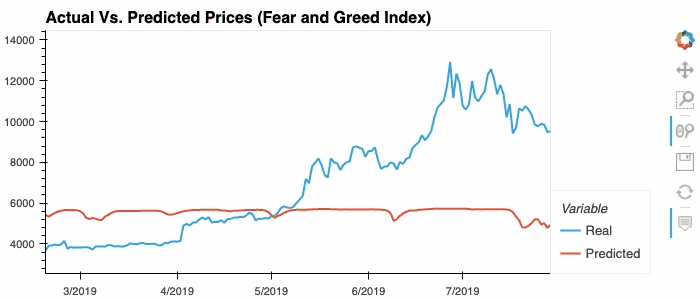 Actual Vs. Predicted Prices (Fear and Greed Index)
14000
12000
10000
8000
6000
4000
3/2019 4/2019 5/2019 6/2019 7/2019
Variable
Real
Predicted